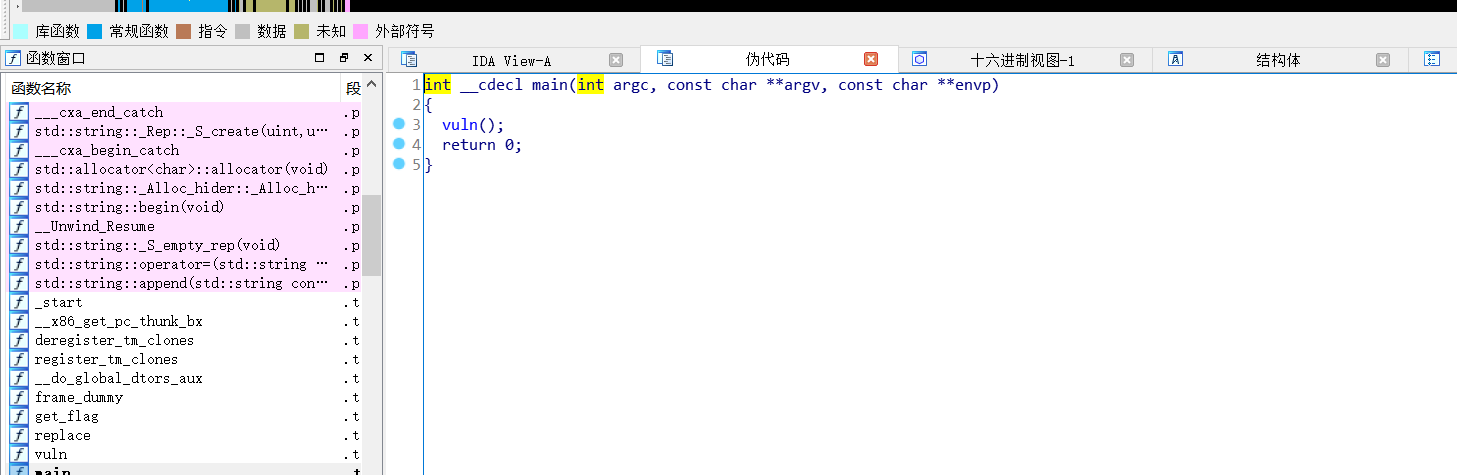 库函数 常规函数 指令 数据 未知 外部符号
函数窗口
函数名称 段
___cxa_end_catch .p
std::string::_Rep::_S_create(uint,u… .p
___cxa_begin_catch .p
std::allocator<char>::allocator(void) .p
std::string::_Alloc_hider::_Alloc_h… .p
std::string::begin(void) .p
__Unwind_Resume .p
std::string::_S_empty_rep(void) .p
std::string::operator=(std::string … .p
std::string::append(std::string con… .p
_start .t
__x86_get_pc_thunk_bx .t
deregister_tm_clones .t
register_tm_clones .t
__do_global_dtors_aux .t
frame_dummy .t
get_flag .t
replace .t
vuln .t
main .t
IDA View-A 伪代码 十六进制视图-1 结构体
1 int __cdecl main(int argc, const char **argv, const char **envp)
2 {
3 vuln();
4 return 0;
5 }